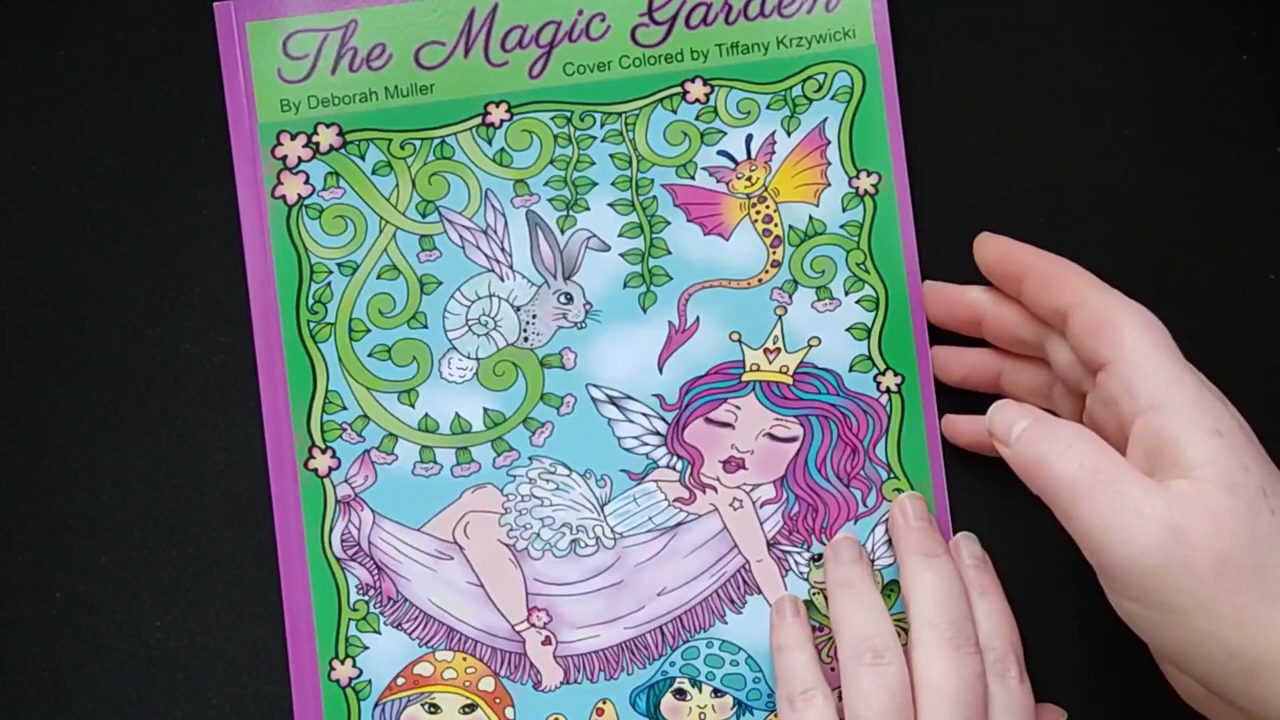 The Magic Garden
By Deborah Muller
Cover Colored by Tiffany Krzywicki